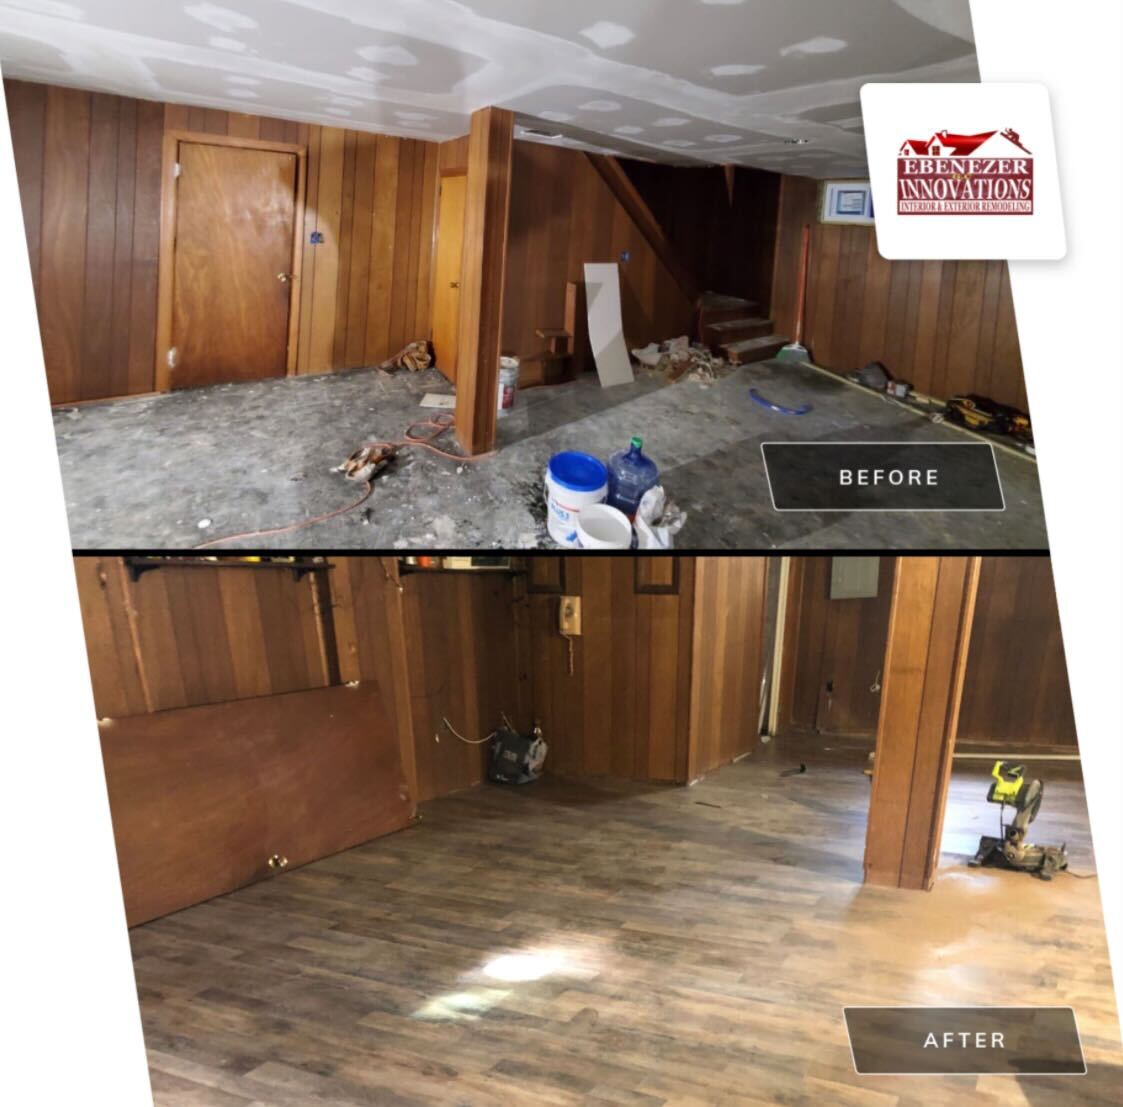 EBENEZER
INNOVATIONS
INTERIOR & EXTERIOR REMODELING
BEFORE
AFTER